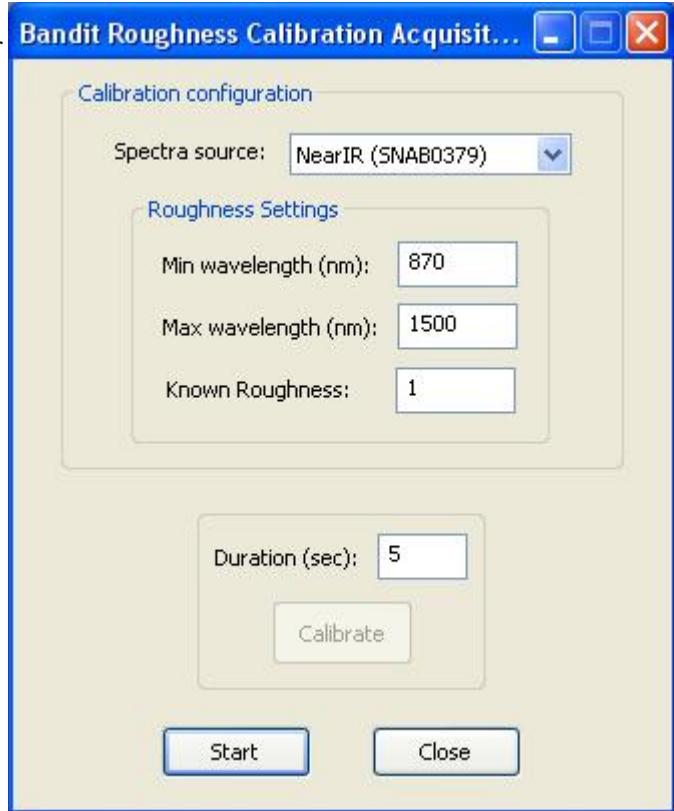 Bandit Roughness Calibration Acquisit...
Calibration configuration
Spectra source: NearIR (SNAB0379)
Roughness Settings
Min wavelength (nm): 870
Max wavelength (nm): 1500
Known Roughness: 1
Duration (sec): 5
Calibrate
Start Close